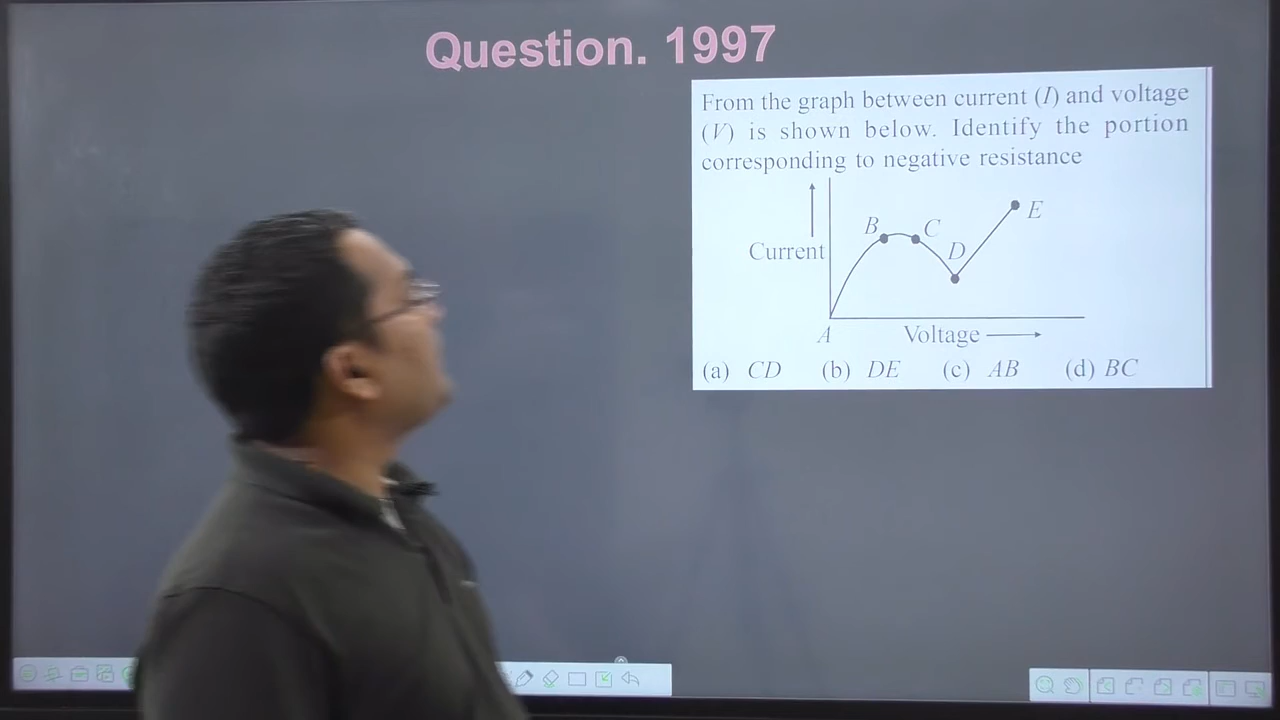 Question. 1997
From the graph between current (I) and voltage
(V) is shown below. Identify the portion
corresponding to negative resistance
B
C
E
Current
D
A
Voltage
(a) CD (b) DE (c) AB (d) BC